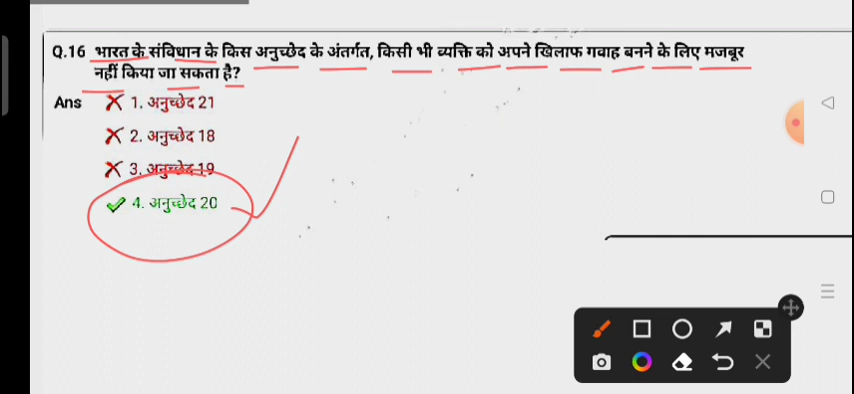 Q.16 भारत के संविधान के किस अनुच्छेद के अंतर्गत, किसी भी व्यक्ति को अपने खिलाफ गवाह बनने के लिए मजबूर
नहीं किया जा सकता है?
Ans 1. अनुच्छेद 21
2. अनुच्छेद 18
3. अनुच्छेद 19
4. अनुच्छेद 20